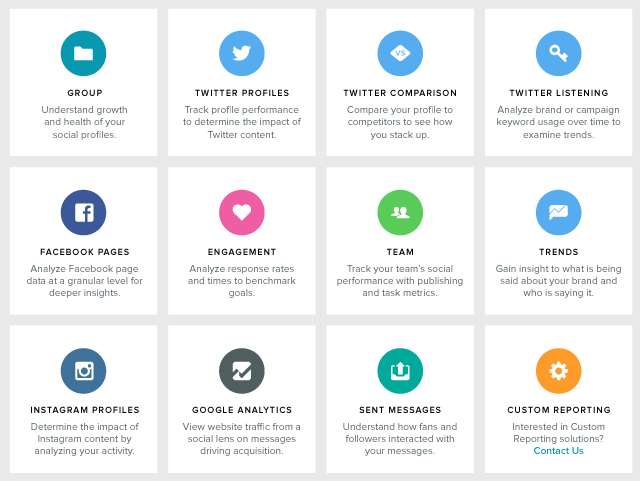 GROUP
Understand growth
and health of your
social profiles.
TWITTER PROFILES
Track profile performance
to determine the impact of
Twitter content.
VS
TWITTER COMPARISON
Compare your profile to
competitors to see how
you stack up.
TWITTER LISTENING
Analyze brand or campaign
keyword usage over time to
examine trends.
FACEBOOK PAGES
Analyze Facebook page
data at a granular level for
deeper insights.
ENGAGEMENT
Analyze response rates
and times to benchmark
goals.
TEAM
Track your team's social
performance with publishing
and task metrics.
TRENDS
Gain insight to what is being
said about your brand and
who is saying it.
INSTAGRAM PROFILES
Determine the impact of
Instagram content by
analyzing your activity.
GOOGLE ANALYTICS
View website traffic from a
social lens on messages
driving acquisition.
SENT MESSAGES
Understand how fans and
followers interacted with
your messages.
CUSTOM REPORTING
Interested in Custom
Reporting solutions?
Contact Us